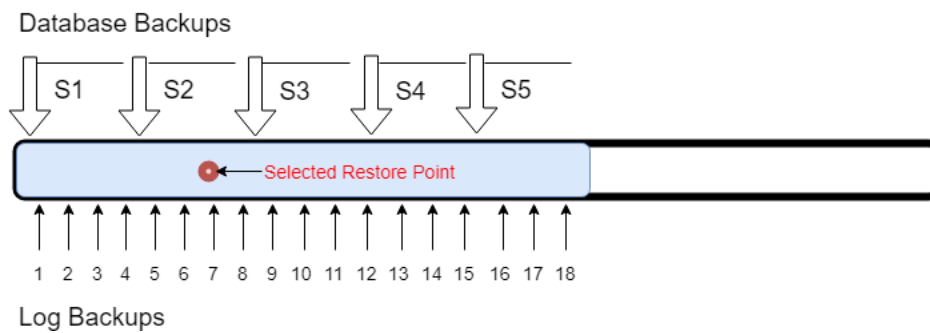 Database Backups
S1 S2 S3 S4 S5
Selected Restore Point
1 2 3 4 5 6 7 8 9 10 11 12 13 14 15 16 17 18
Log Backups